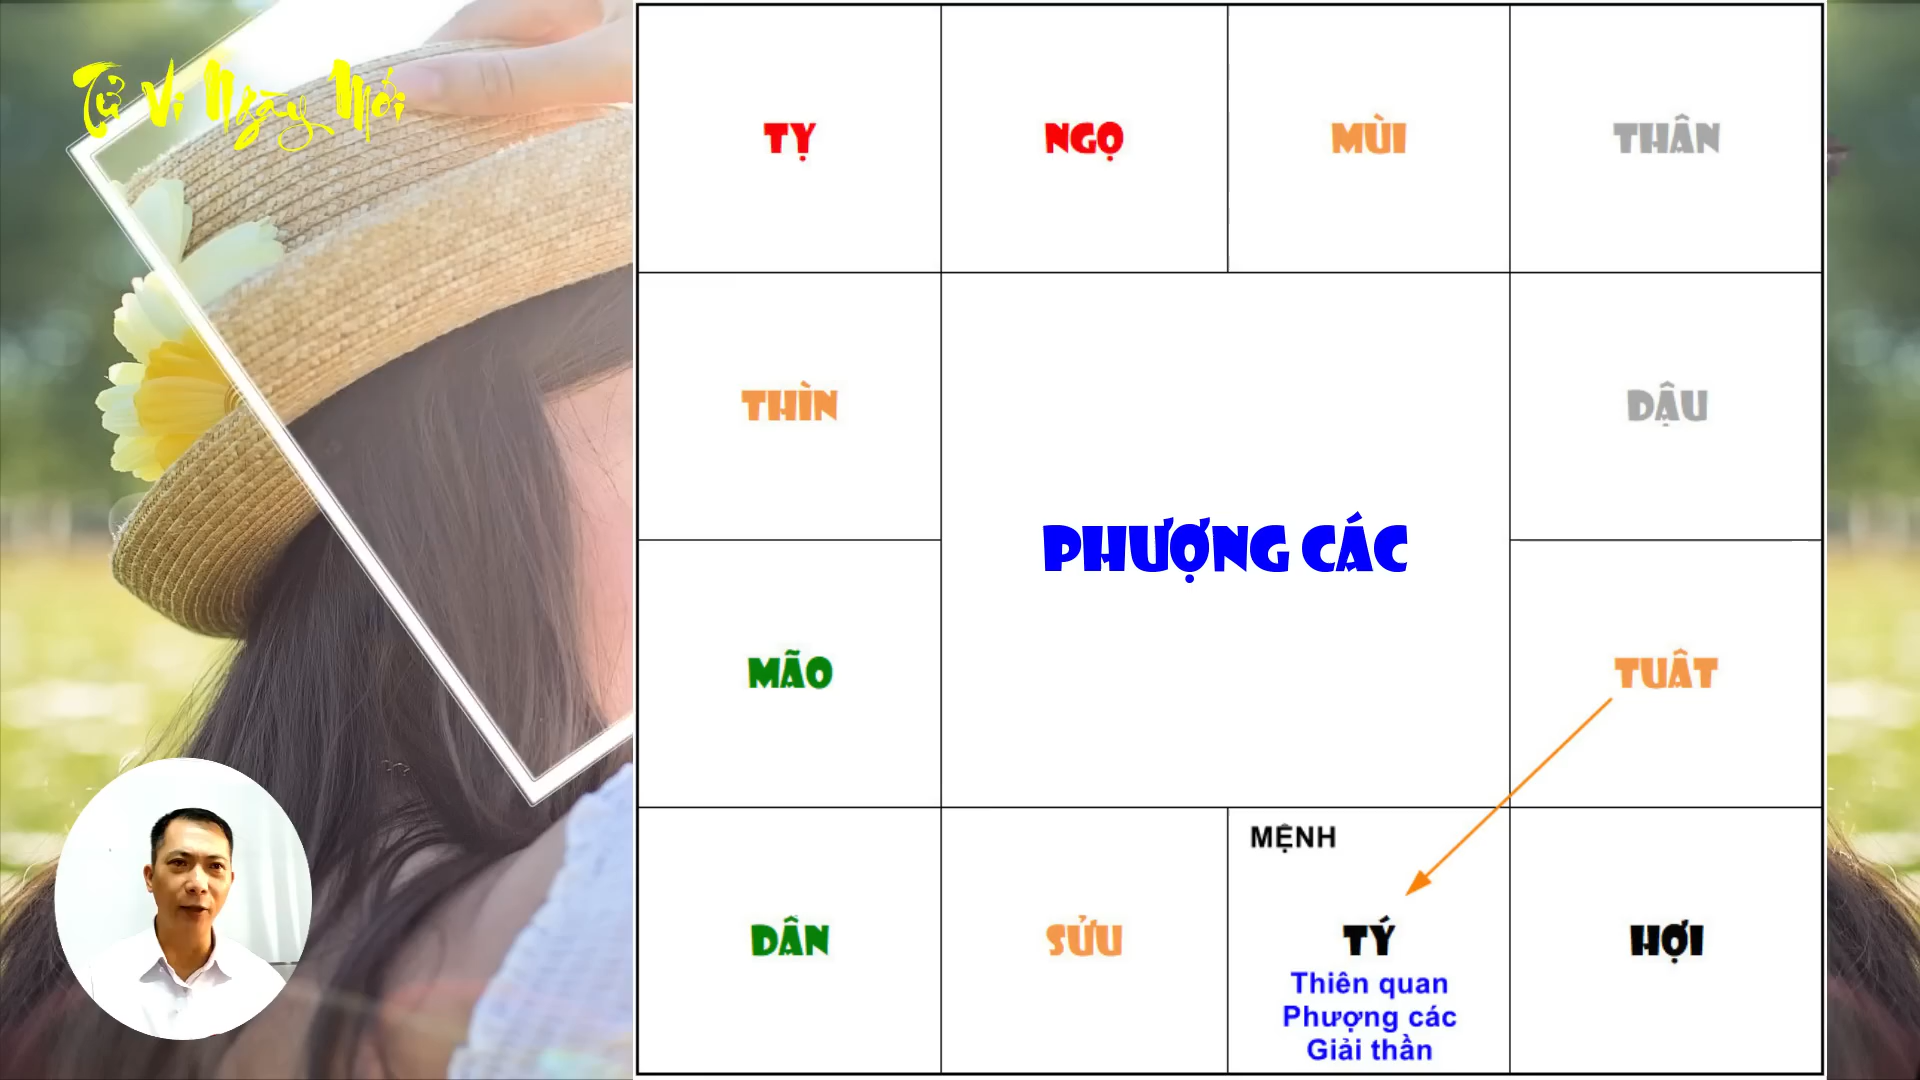 Tử Vi Ngày Mới
TỴ
NGỌ
MÙI
THÂN
THÌN
DẬU
PHƯỢNG CÁC
MÃO
TUÂT
MỆNH
DẦN
SỬU
TÝ
HỢI
Thiên quan
Phượng các
Giải thần